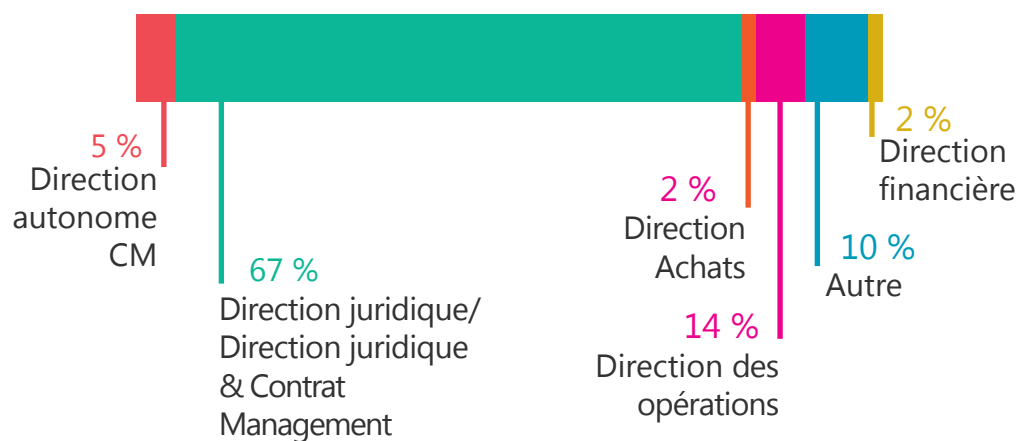 5 %
Direction
autonome
CM
67 %
Direction juridique/
Direction juridique
& Contrat
Management
2 %
Direction
Achats
14 %
Direction des
opérations
10 %
Autre
2 %
Direction
financière